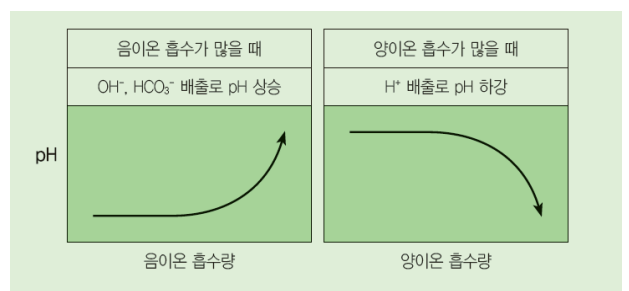 음이온 흡수가 많을 때
양이온 흡수가 많을 때
OH⁻, HCO₃⁻ 배출로 pH 상승
H⁺ 배출로 pH 하강
pH
음이온 흡수량
양이온 흡수량